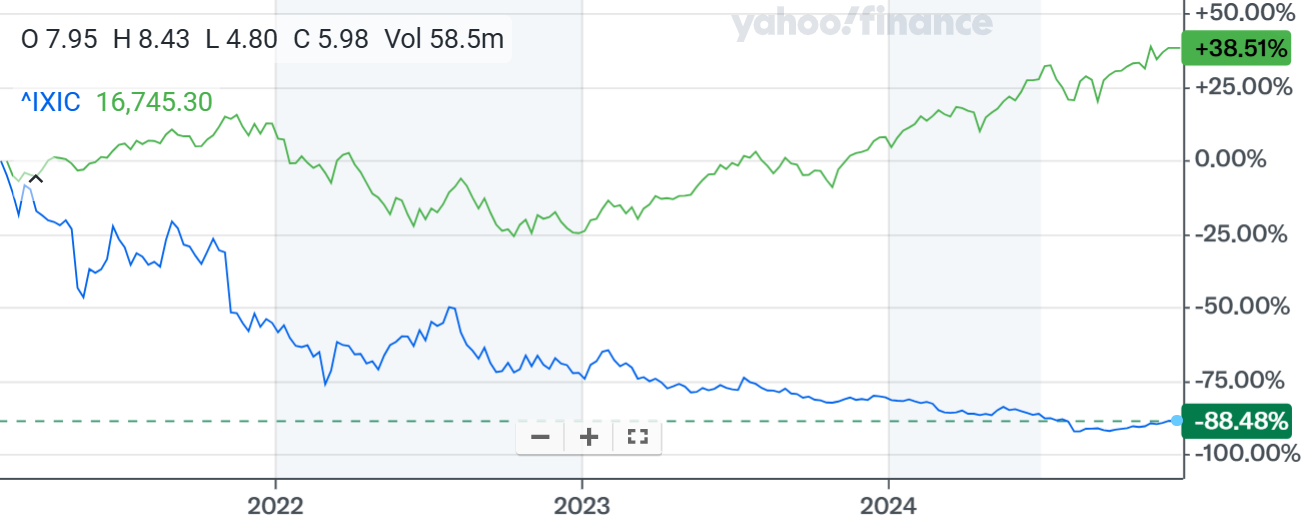 yahoo!finance
O 7.95 H 8.43 L 4.80 C 5.98 Vol 58.5m
^IXIC 16,745.30
+50.00%
+38.51%
+25.00%
0.00%
-25.00%
-50.00%
-75.00%
-88.48%
-100.00%
2022 2023 2024